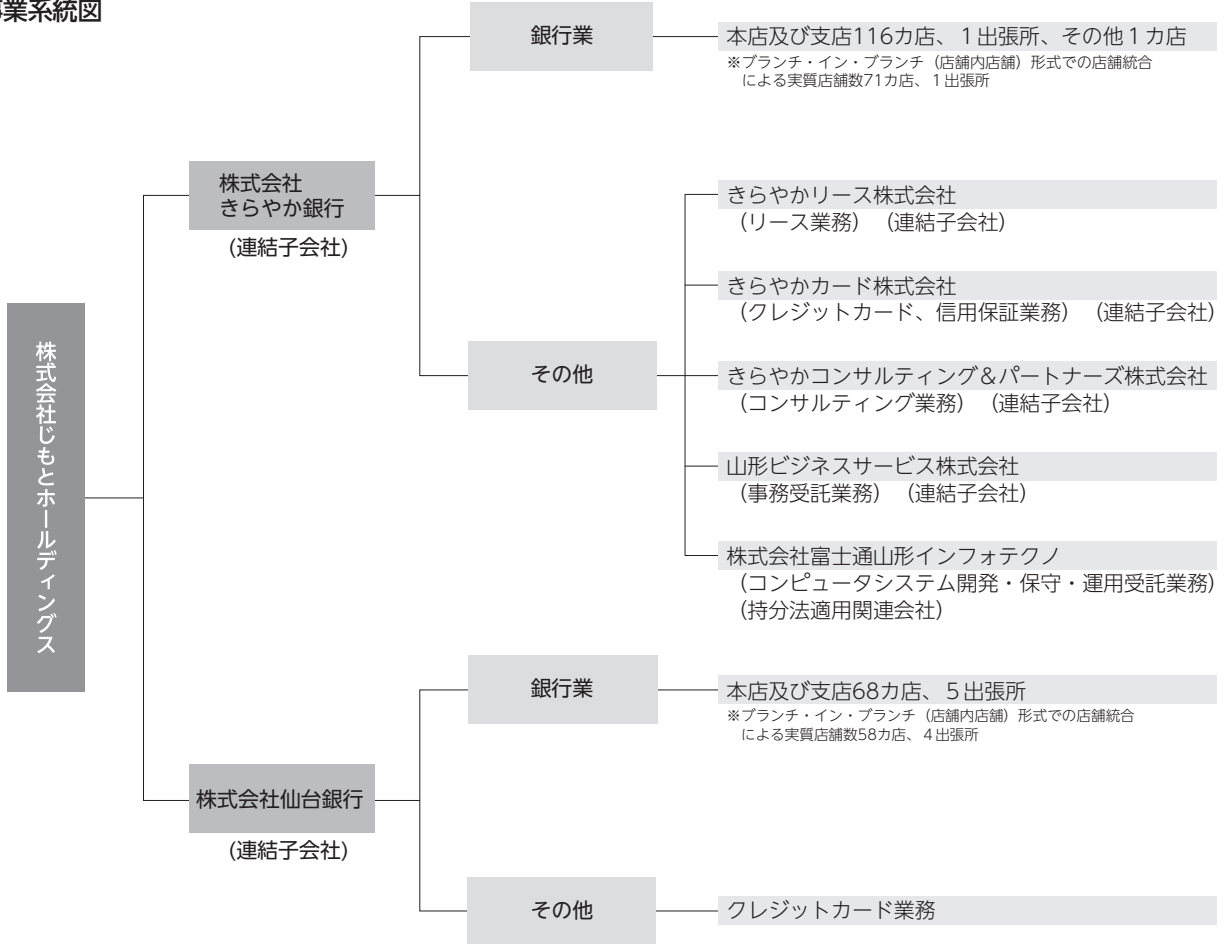 事業系統図
株式会社じもとホールディングス
株式会社
きらやか銀行
(連結子会社)
銀行業
本店及び支店116カ店、1出張所、その他1カ店
※ブランチ・イン・ブランチ(店舗内店舗)形式での店舗統合
による実質店舗数71カ店、1出張所
その他
きらやかリース株式会社
(リース業務)(連結子会社)
きらやかカード株式会社
(クレジットカード、信用保証業務)(連結子会社)
きらやかコンサルティング&パートナーズ株式会社
(コンサルティング業務)(連結子会社)
山形ビジネスサービス株式会社
(事務受託業務)(連結子会社)
株式会社富士通山形インフォテクノ
(コンピュータシステム開発・保守・運用受託業務)
(持分法適用関連会社)
株式会社仙台銀行
(連結子会社)
銀行業
本店及び支店68カ店、5出張所
※ブランチ・イン・ブランチ(店舗内店舗)形式での店舗統合
による実質店舗数58カ店、4出張所
その他
クレジットカード業務